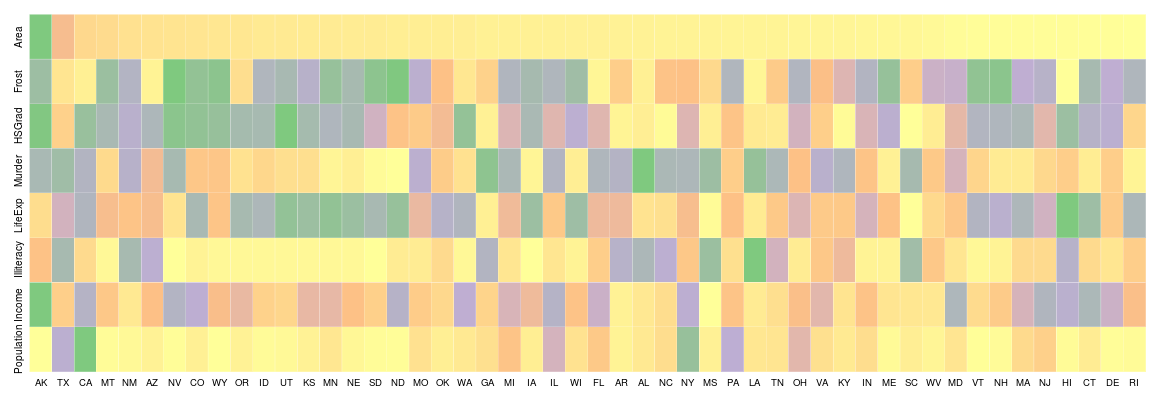 Area
Frost
HSGrad
Murder
LifeExp
Illiteracy
Income
Population
AK TX CA MT NM AZ NV CO WY OR ID UT KS MN NE SD ND MO OK WA GA MI IA IL WI FL AR AL NC NY MS PA LA TN OH VA KY IN ME SC WV MD VT NH MA NJ HI CT DE RI